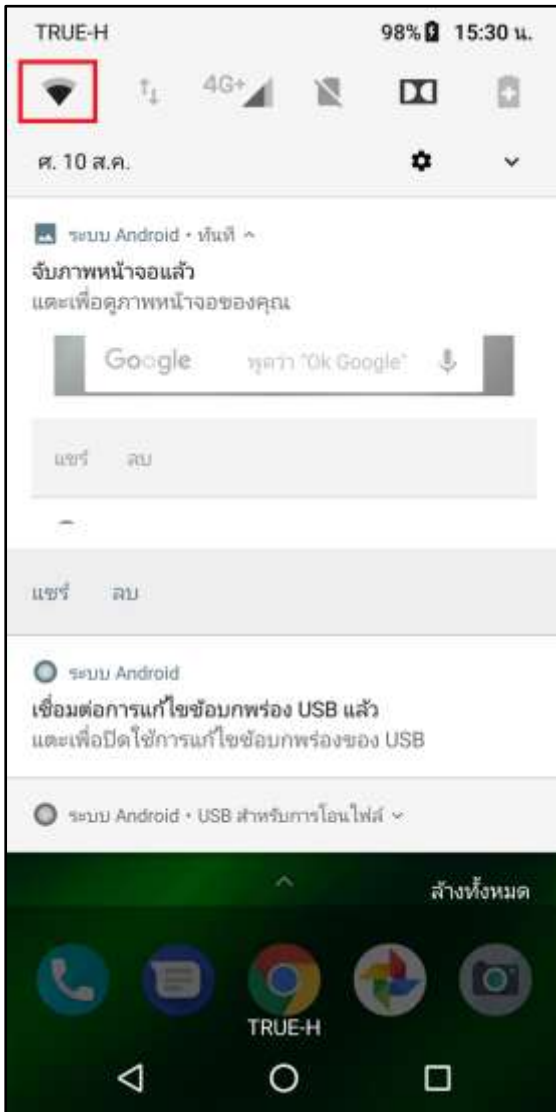 TRUE-H 98% 15:30 น.
4G+
ศ. 10 ส.ค.
ระบบ Android • ทันที
จับภาพหน้าจอแล้ว
แตะเพื่อดูภาพหน้าจอของคุณ
Google พูดว่า "Ok Google"
แชร์ ลบ
แชร์ ลบ
ระบบ Android
เชื่อมต่อการแก้ไขข้อบกพร่อง USB แล้ว
แตะเพื่อปิดใช้การแก้ไขข้อบกพร่องของ USB
ระบบ Android • USB สำหรับการโอนไฟล์
ล้างทั้งหมด
TRUE-H